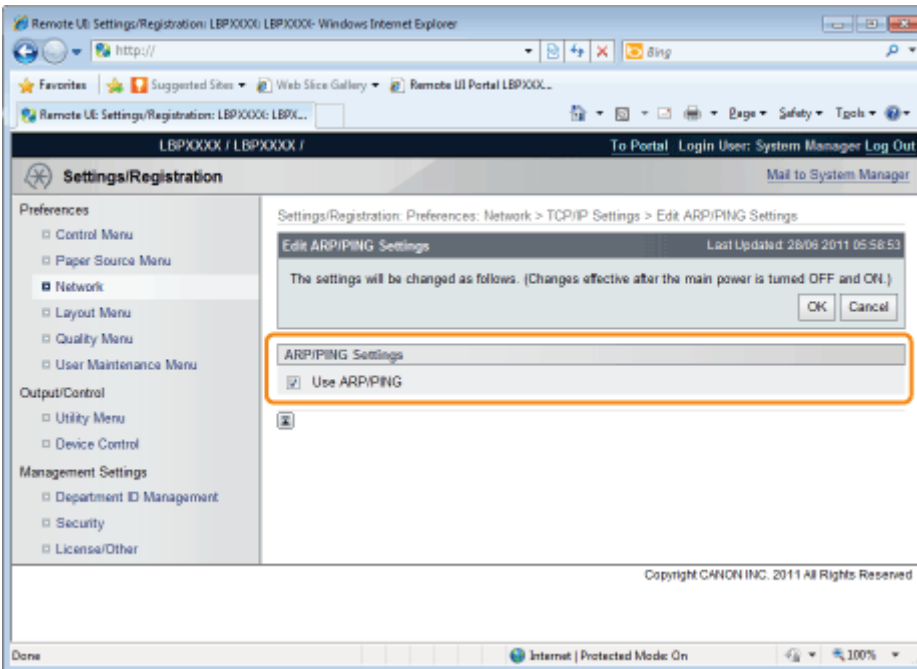 Remote UI: Settings/Registration: LBPXXXX: LBPXXXX- Windows Internet Explorer
http://
Bing
Favorites Suggested Sites Web Slice Gallery Remote UI Portal LBPXXX...
Remote UI: Settings/Registration: LBPXXXX: LBPX... Page Safety Tools
LBPXXXX / LBPXXXX / To Portal Login User: System Manager Log Out
Settings/Registration Mail to System Manager
Preferences
Control Menu
Paper Source Menu
Network
Layout Menu
Quality Menu
User Maintenance Menu
Output/Control
Utility Menu
Device Control
Management Settings
Department ID Management
Security
License/Other
Settings/Registration: Preferences: Network > TCP/IP Settings > Edit ARP/PING Settings
Edit ARP/PING Settings Last Updated: 28/06 2011 05:58:53
The settings will be changed as follows. (Changes effective after the main power is turned OFF and ON.)
OK Cancel
ARP/PING Settings
Use ARP/PING
Copyright CANON INC. 2011 All Rights Reserved
Done Internet | Protected Mode: On 100%